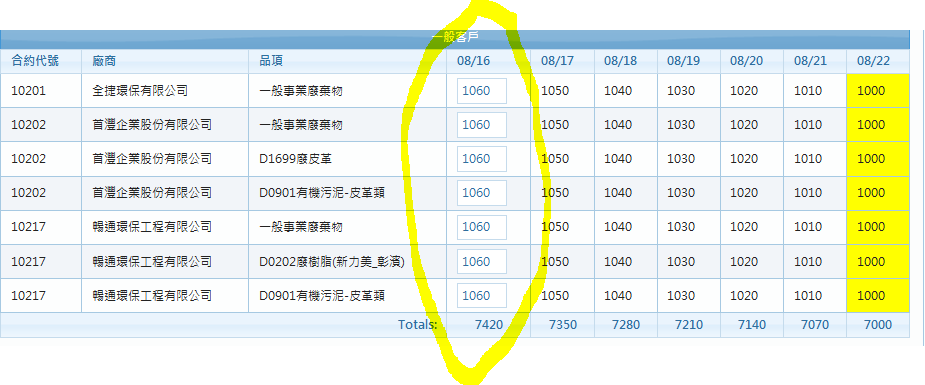 一般客戶
合約代號 廠商 品項 08/16 08/17 08/18 08/19 08/20 08/21 08/22
10201 全捷環保有限公司 一般事業廢棄物 1060 1050 1040 1030 1020 1010 1000
10202 首灃企業股份有限公司 一般事業廢棄物 1060 1050 1040 1030 1020 1010 1000
10202 首灃企業股份有限公司 D1699廢皮革 1060 1050 1040 1030 1020 1010 1000
10202 首灃企業股份有限公司 D0901有機污泥-皮革類 1060 1050 1040 1030 1020 1010 1000
10217 暢通環保工程有限公司 一般事業廢棄物 1060 1050 1040 1030 1020 1010 1000
10217 暢通環保工程有限公司 D0202廢樹脂(新力美_彰濱) 1060 1050 1040 1030 1020 1010 1000
10217 暢通環保工程有限公司 D0901有機污泥-皮革類 1060 1050 1040 1030 1020 1010 1000
Totals: 7420 7350 7280 7210 7140 7070 7000